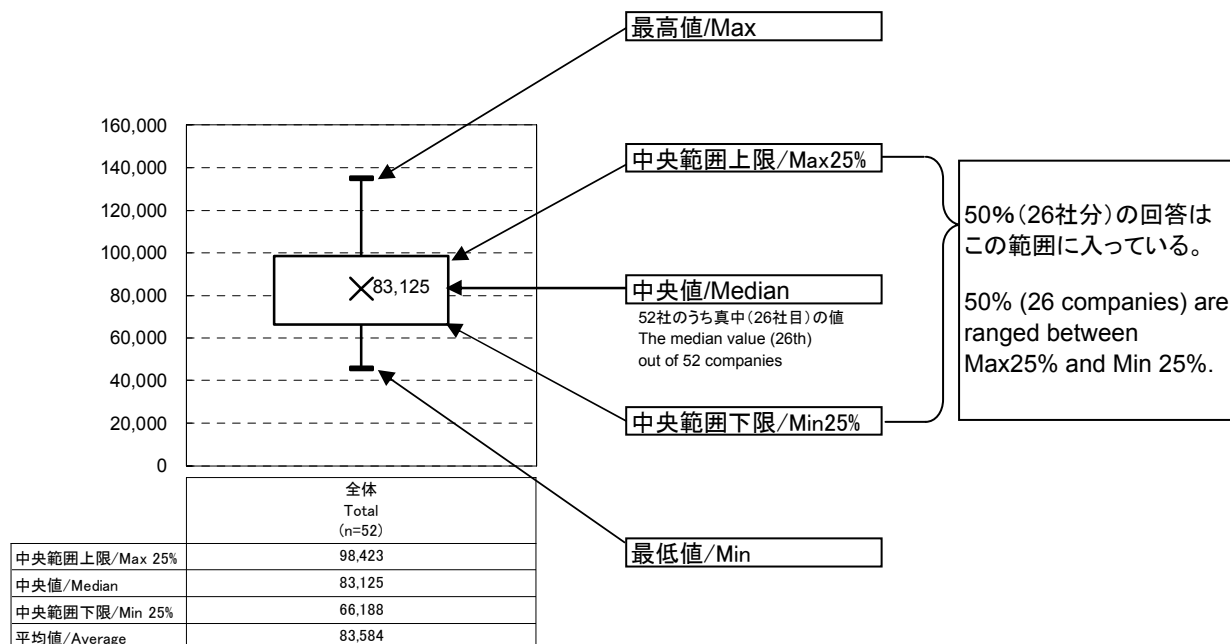 最高値/Max
160,000
140,000
120,000
100,000
80,000
60,000
40,000
20,000
0
83,125
中央範囲上限/Max25%
中央値/Median
52社のうち真中(26社目)の値
The median value (26th)
out of 52 companies
中央範囲下限/Min25%
最低値/Min
50%(26社分)の回答は
この範囲に入っている。
50% (26 companies) are
ranged between
Max25% and Min 25%.
全体
Total
(n=52)
中央範囲上限/Max 25% 98,423
中央値/Median 83,125
中央範囲下限/Min 25% 66,188
平均値/Average 83,584